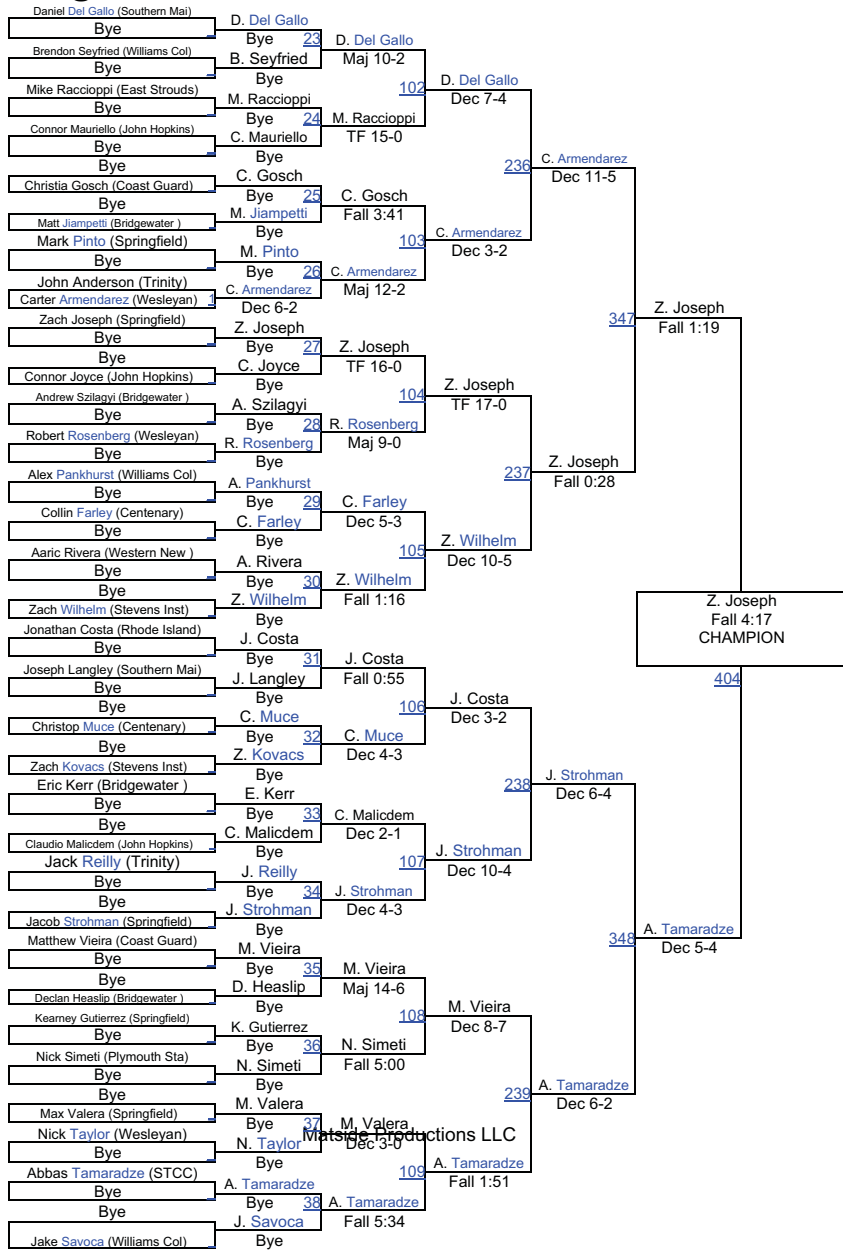 Daniel Del Gallo (Southern Mai)
Bye
Brendon Seyfried (Williams Col)
Bye
Mike Raccioppi (East Strouds)
Bye
Connor Mauriello (John Hopkins)
Bye
Christia Gosch (Coast Guard)
Bye
Matt Jiampetti (Bridgewater )
Mark Pinto (Springfield)
Bye
John Anderson (Trinity)
Carter Armendarez (Wesleyan) 1
Zach Joseph (Springfield)
Bye
Bye
Connor Joyce (John Hopkins)
Andrew Szilagyi (Bridgewater )
Bye
Robert Rosenberg (Wesleyan)
Bye
Alex Pankhurst (Williams Col)
Bye
Collin Farley (Centenary)
Bye
Aaric Rivera (Western New )
Bye
Bye
Zach Wilhelm (Stevens Inst)
Jonathan Costa (Rhode Island)
Bye
Joseph Langley (Southern Mai)
Bye
Bye
Christop Muce (Centenary)
Bye
Zach Kovacs (Stevens Inst)
Eric Kerr (Bridgewater )
Bye
Bye
Claudio Malicdem (John Hopkins)
Jack Reilly (Trinity)
Bye
Bye
Jacob Strohman (Springfield)
Matthew Vieira (Coast Guard)
Bye
Bye
Declan Heaslip (Bridgewater )
Kearney Gutierrez (Springfield)
Bye
Nick Simeti (Plymouth Sta)
Bye
Bye
Max Valera (Springfield)
Nick Taylor (Wesleyan)
Bye
Abbas Tamaradze (STCC)
Bye
Bye
Jake Savoca (Williams Col)
D. Del Gallo
Bye 23
B. Seyfried
Bye
M. Raccioppi
Bye 24
C. Mauriello
Bye
C. Gosch
Bye 25
M. Jiampetti
Bye
M. Pinto
Bye 26
C. Armendarez
Dec 6-2
Z. Joseph
Bye 27
C. Joyce
Bye
A. Szilagyi
Bye 28
R. Rosenberg
Bye
A. Pankhurst
Bye 29
C. Farley
Bye
A. Rivera
Bye 30
Z. Wilhelm
Bye
J. Costa
Bye 31
J. Langley
Bye
C. Muce
Bye 32
Z. Kovacs
Bye
E. Kerr
Bye 33
C. Malicdem
Bye
J. Reilly
Bye 34
J. Strohman
Bye
M. Vieira
Bye 35
D. Heaslip
Bye
K. Gutierrez
Bye 36
N. Simeti
Bye
M. Valera
Bye 37
N. Taylor
Bye
A. Tamaradze
Bye 38
J. Savoca
Bye
D. Del Gallo
Maj 10-2
102
M. Raccioppi
TF 15-0
C. Gosch
Fall 3:41
103
C. Armendarez
Maj 12-2
Z. Joseph
TF 16-0
104
R. Rosenberg
Maj 9-0
C. Farley
Dec 5-3
105
Z. Wilhelm
Fall 1:16
J. Costa
Fall 0:55
106
C. Muce
Dec 4-3
C. Malicdem
Dec 2-1
107
J. Strohman
Dec 4-3
M. Vieira
Maj 14-6
108
N. Simeti
Fall 5:00
M. Valera
Matside Productions LLC
Dec 3-0
109
A. Tamaradze
Fall 5:34
D. Del Gallo
Dec 7-4
236
C. Armendarez
Dec 3-2
Z. Joseph
TF 17-0
237
Z. Wilhelm
Dec 10-5
J. Costa
Dec 3-2
238
J. Strohman
Dec 10-4
M. Vieira
Dec 8-7
239
A. Tamaradze
Fall 1:51
C. Armendarez
Dec 11-5
347
Z. Joseph
Fall 0:28
J. Strohman
Dec 6-4
348
A. Tamaradze
Dec 6-2
Z. Joseph
Fall 1:19
A. Tamaradze
Dec 5-4
Z. Joseph
Fall 4:17
CHAMPION
404